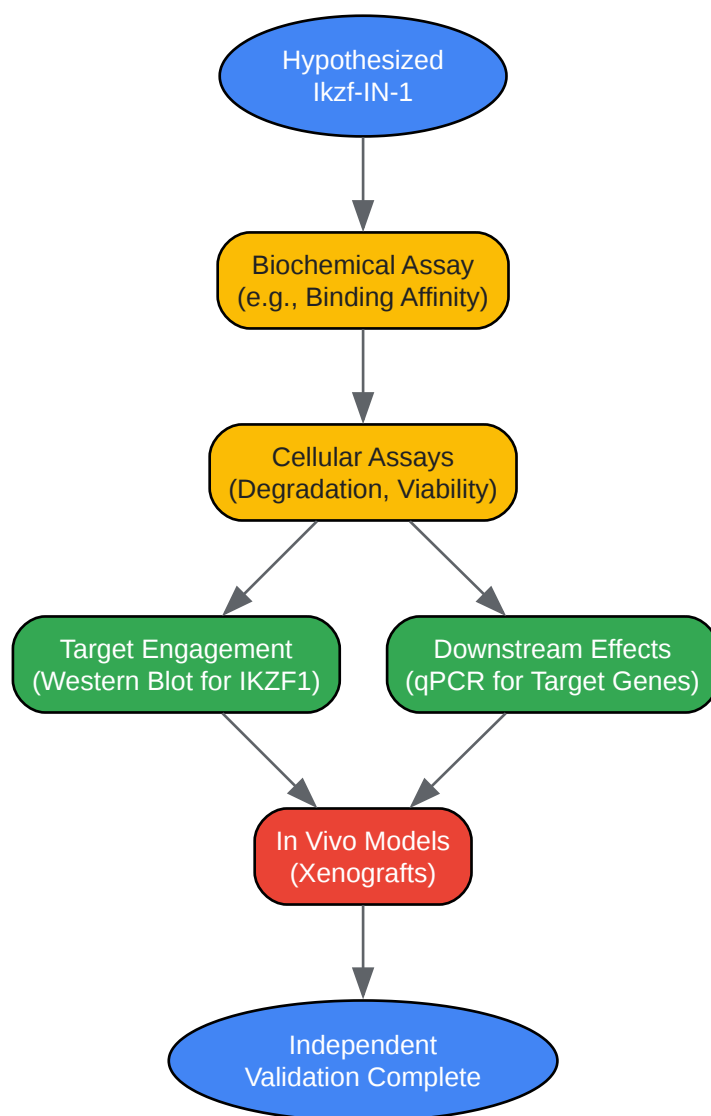 Hypothesized
Ikzf-IN-1
Biochemical Assay
(e.g., Binding Affinity)
Cellular Assays
(Degradation, Viability)
Target Engagement
(Western Blot for IKZF1)
Downstream Effects
(qPCR for Target Genes)
In Vivo Models
(Xenografts)
Independent
Validation Complete